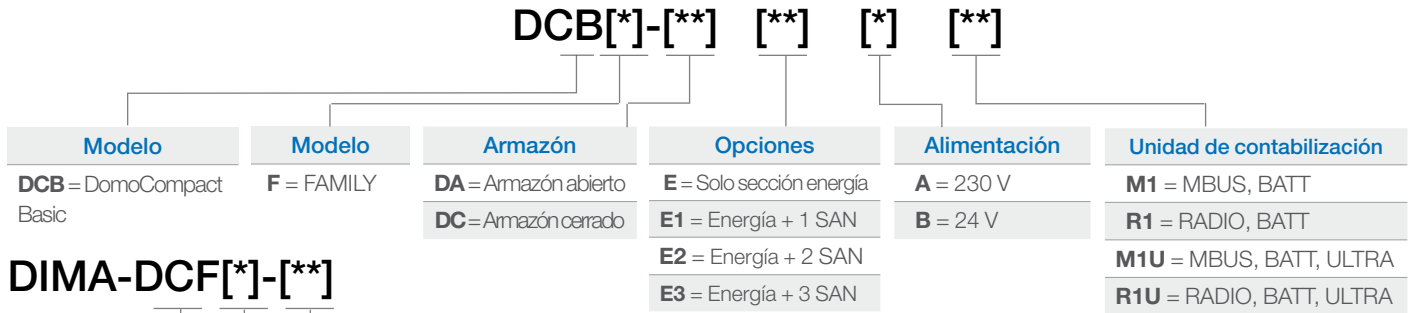 DCB[*]-[**] [**] [*] [**]
Modelo
DCB = DomoCompact
Basic
Modelo
F = FAMILY
Armazón
DA = Armazón abierto
DC = Armazón cerrado
Opciones
E = Solo sección energía
E1 = Energía + 1 SAN
E2 = Energía + 2 SAN
E3 = Energía + 3 SAN
Alimentación
A = 230 V
B = 24 V
Unidad de contabilización
M1 = MBUS, BATT
R1 = RADIO, BATT
M1U = MBUS, BATT, ULTRA
R1U = RADIO, BATT, ULTRA
DIMA-DCF[*]-[**]